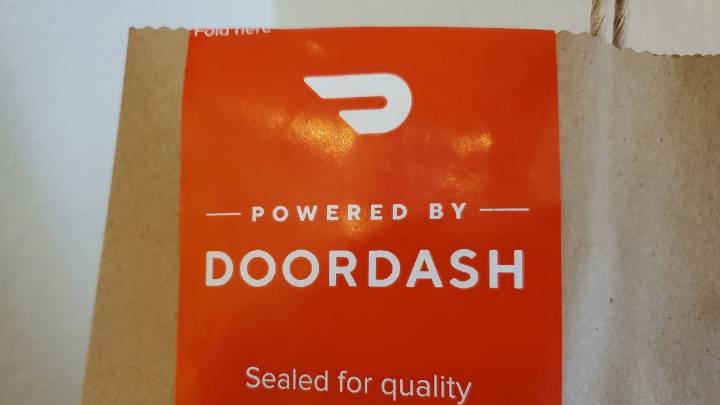 Fold here
POWERED BY
DOORDASH
Sealed for quality